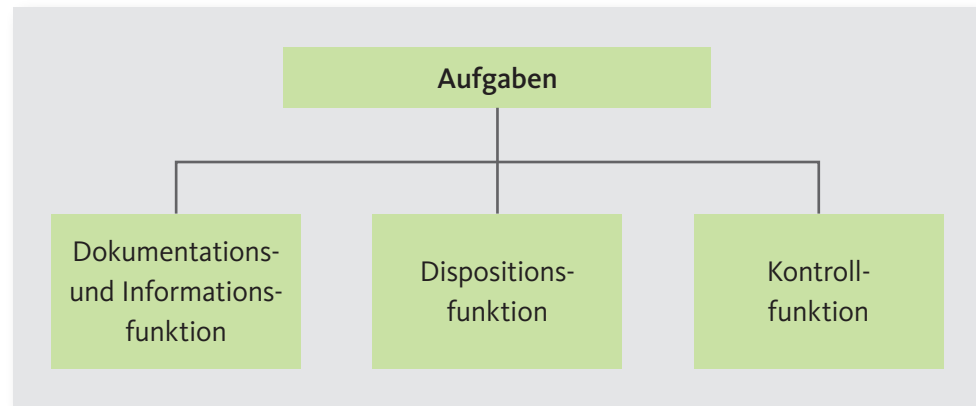 Aufgaben
Dokumentations-
und Informations-
funktion
Dispositions-
funktion
Kontroll-
funktion